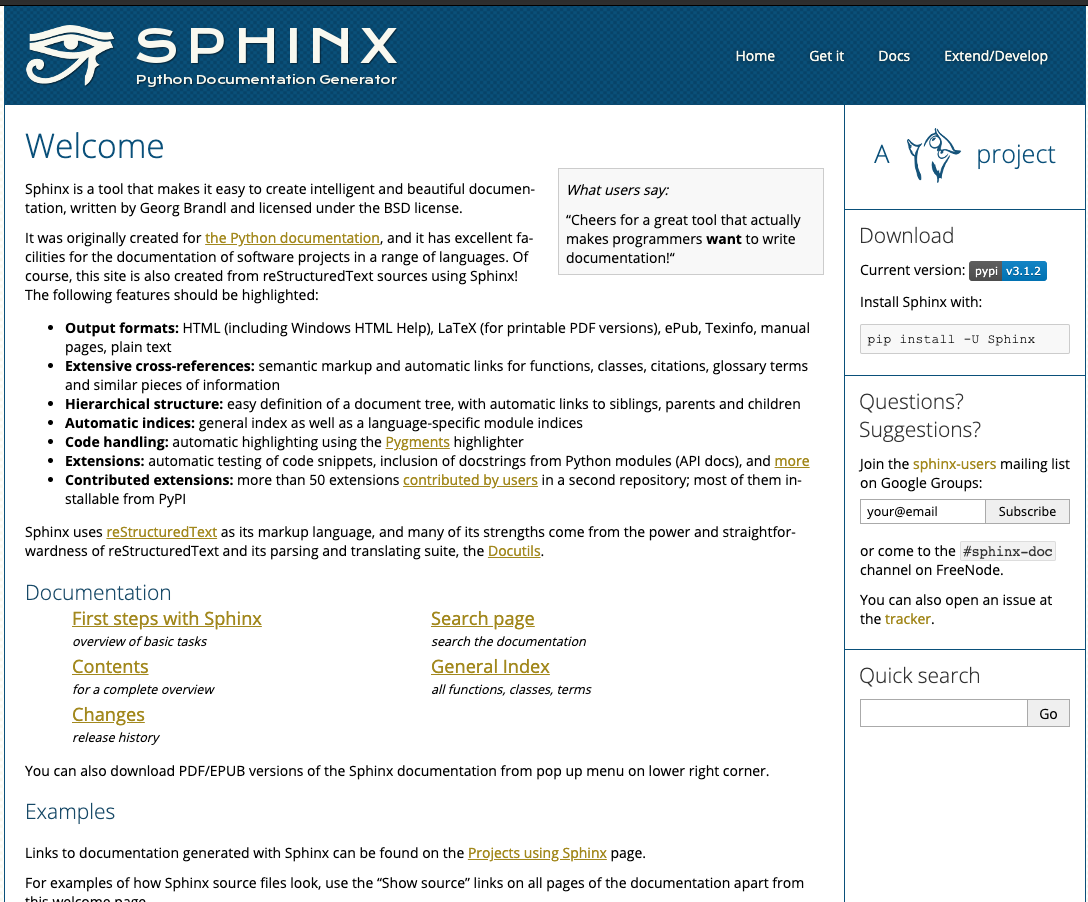 SPHINX
Python Documentation Generator
Home Get it Docs Extend/Develop
Welcome
Sphinx is a tool that makes it easy to create intelligent and beautiful documen-
tation, written by Georg Brandl and licensed under the BSD license.
It was originally created for the Python documentation, and it has excellent fa-
cilities for the documentation of software projects in a range of languages. Of
course, this site is also created from reStructuredText sources using Sphinx!
The following features should be highlighted:
What users say:
“Cheers for a great tool that actually
makes programmers want to write
documentation!“
• Output formats: HTML (including Windows HTML Help), LaTeX (for printable PDF versions), ePub, Texinfo, manual
pages, plain text
• Extensive cross-references: semantic markup and automatic links for functions, classes, citations, glossary terms
and similar pieces of information
• Hierarchical structure: easy definition of a document tree, with automatic links to siblings, parents and children
• Automatic indices: general index as well as a language-specific module indices
• Code handling: automatic highlighting using the Pygments highlighter
• Extensions: automatic testing of code snippets, inclusion of docstrings from Python modules (API docs), and more
• Contributed extensions: more than 50 extensions contributed by users in a second repository; most of them in-
stallable from PyPI
Sphinx uses reStructuredText as its markup language, and many of its strengths come from the power and straightfor-
wardness of reStructuredText and its parsing and translating suite, the Docutils.
Documentation
First steps with Sphinx
overview of basic tasks
Contents
for a complete overview
Changes
release history
Search page
search the documentation
General Index
all functions, classes, terms
You can also download PDF/EPUB versions of the Sphinx documentation from pop up menu on lower right corner.
Examples
Links to documentation generated with Sphinx can be found on the Projects using Sphinx page.
For examples of how Sphinx source files look, use the “Show source” links on all pages of the documentation apart from
this welcome page.
A project
Download
Current version: pypi v3.1.2
Install Sphinx with:
pip install -U Sphinx
Questions?
Suggestions?
Join the sphinx-users mailing list
on Google Groups:
your@email Subscribe
or come to the #sphinx-doc
channel on FreeNode.
You can also open an issue at
the tracker.
Quick search
Go